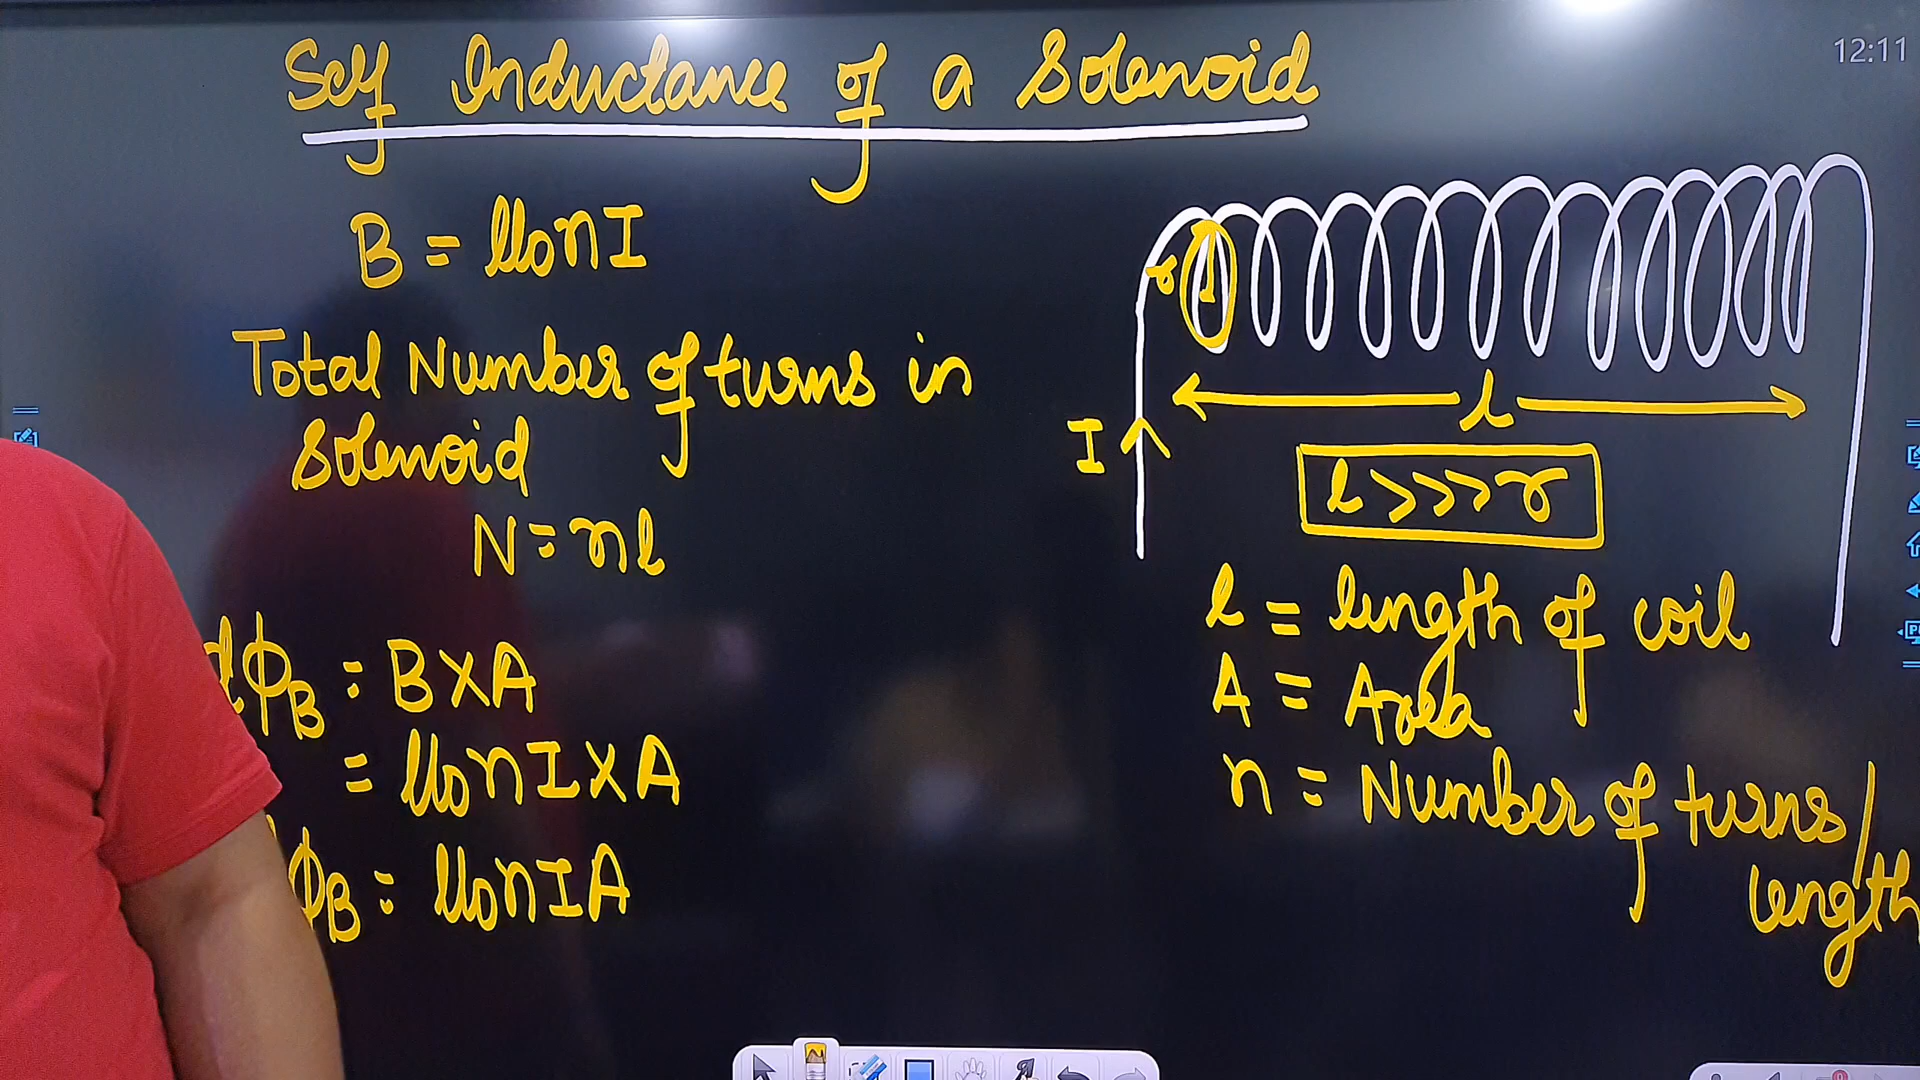 Self Inductance of a Solenoid
12:11
B = μ₀nI
Total Number of turns in
Solenoid
N = nl
dΦ_B = B×A
= μ₀nI×A
Φ_B = μ₀nIA
r
I
l
l>>>r
l = length of coil
A = Area
n = Number of turns/
length